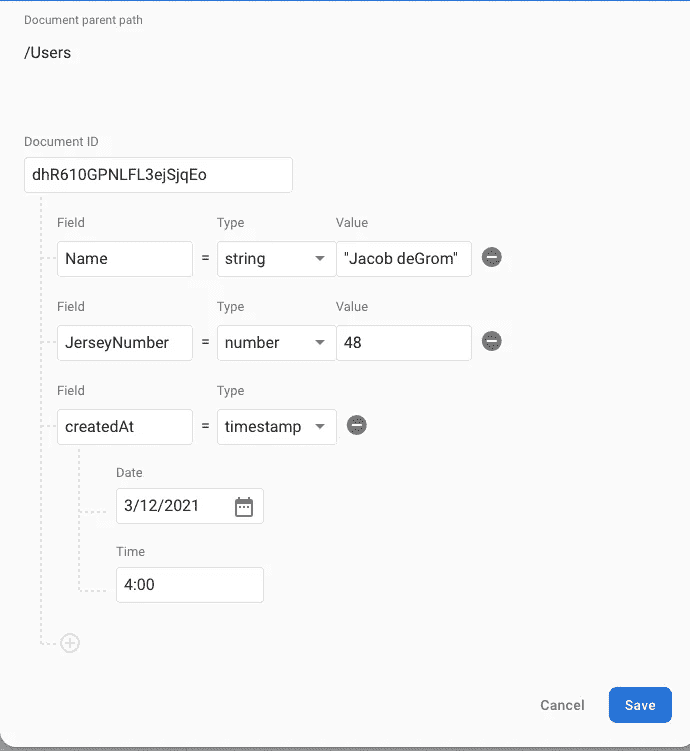 Document parent path
/Users
Document ID
dhR610GPNLFL3ejSjqEo
Field Type Value
Name = string "Jacob deGrom"
Field Type Value
JerseyNumber = number 48
Field Type
createdAt = timestamp
Date
3/12/2021
Time
4:00
Cancel Save